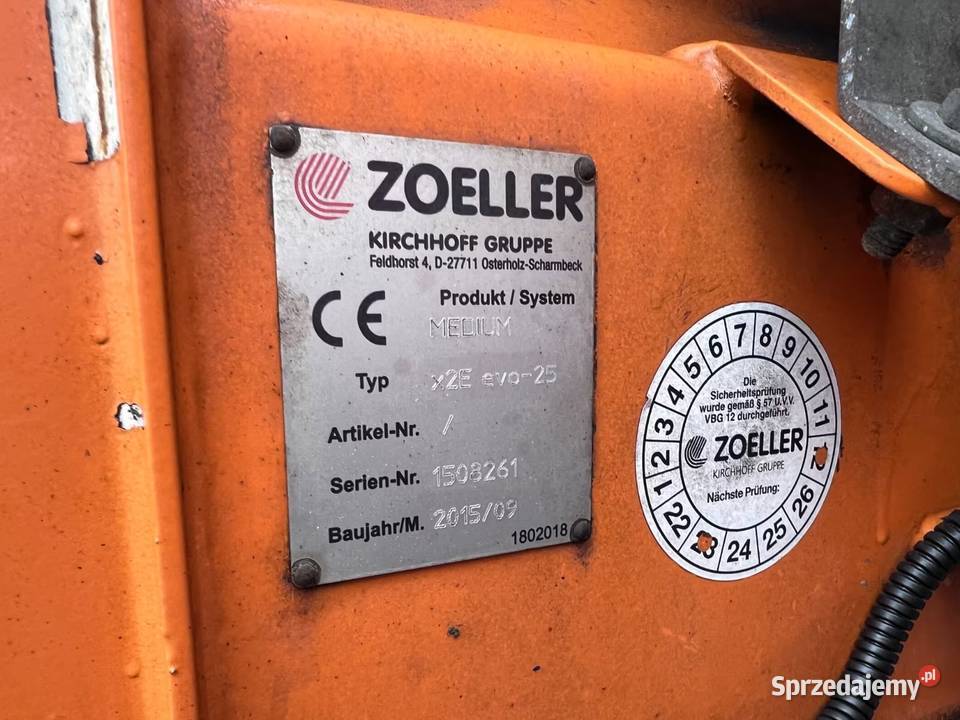 ZOELLER
KIRCHHOFF GRUPPE
Feldhorst 4, D-27711 Osterholz-Scharmbeck
CE
Produkt / System
MEDIUM
Typ x2E evo-25
Artikel-Nr. /
Serien-Nr. 1508261
Baujahr/M. 2015/09
1802018
1 2 3 4 5 6 7 8 9 10 11 12
22 23 24 25 26
Die
Sicherheitsprüfung
wurde gemäß § 57 U.V.V.
VBG 12 durchgeführt.
ZOELLER
KIRCHHOFF GRUPPE
Nächste Prüfung:
Sprzedajemy.pl